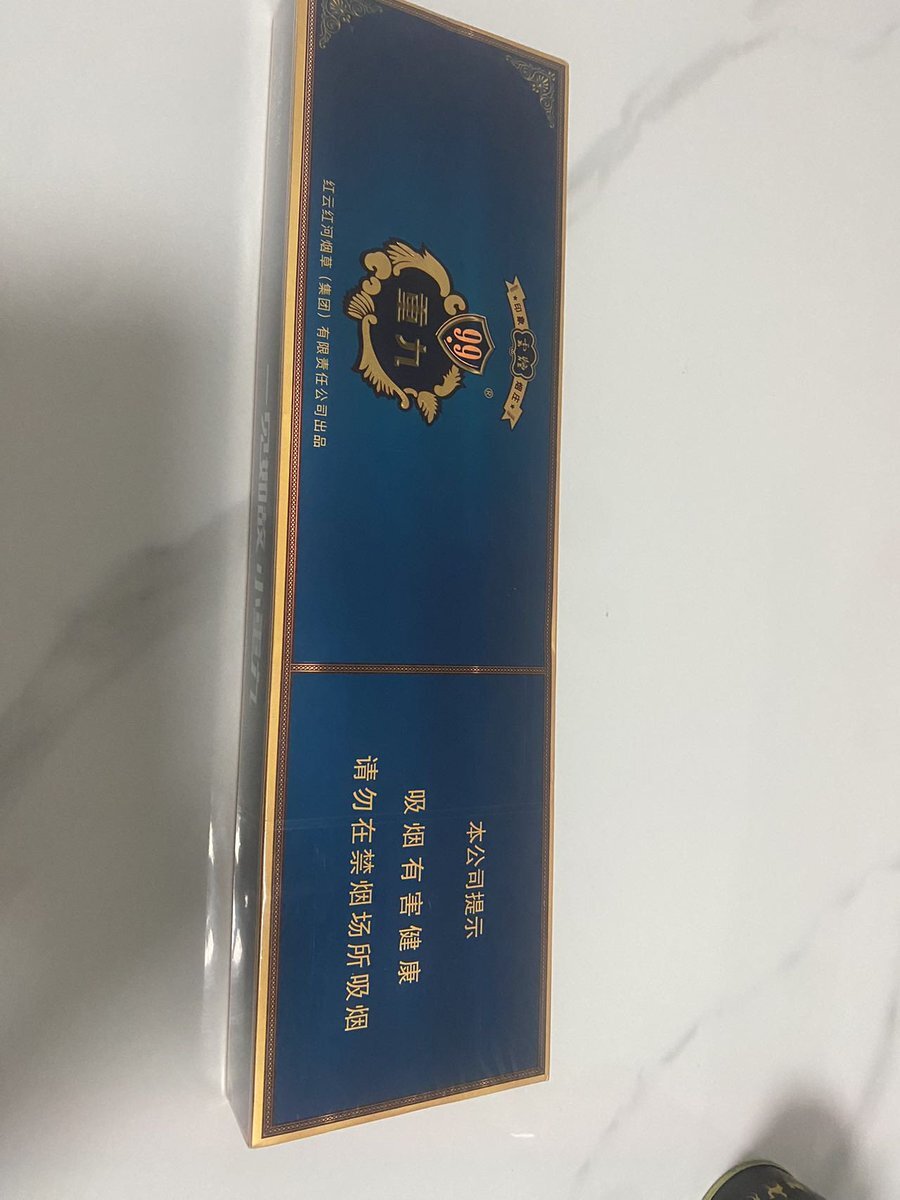 印象 云烟 烟庄
99 ®
重九
红云红河烟草（集团）有限责任公司出品
本公司提示
吸烟有害健康
请勿在禁烟场所吸烟